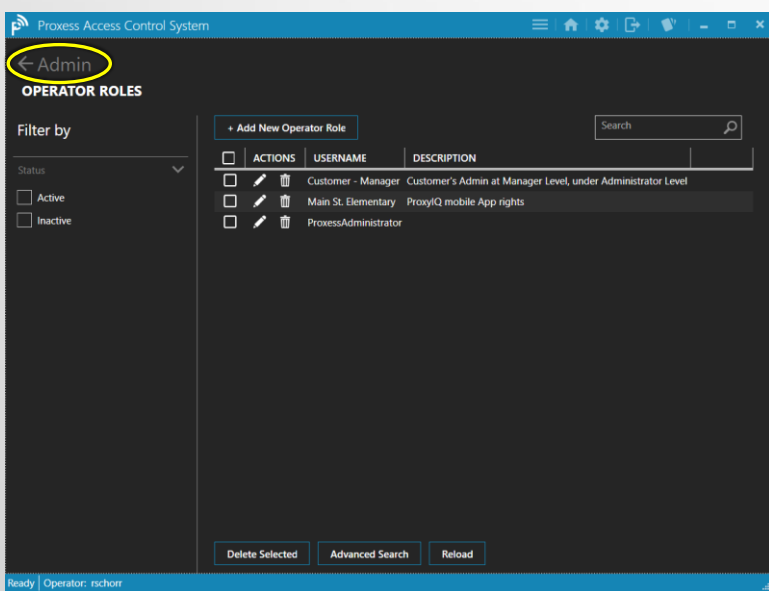 Proxess Access Control System
Admin
OPERATOR ROLES
Filter by
Status
Active
Inactive
+ Add New Operator Role
Search
ACTIONS USERNAME DESCRIPTION
Customer - Manager Customer's Admin at Manager Level, under Administrator Level
Main St. Elementary ProxyIQ mobile App rights
ProxessAdministrator
Delete Selected Advanced Search Reload
Ready Operator: rschorr